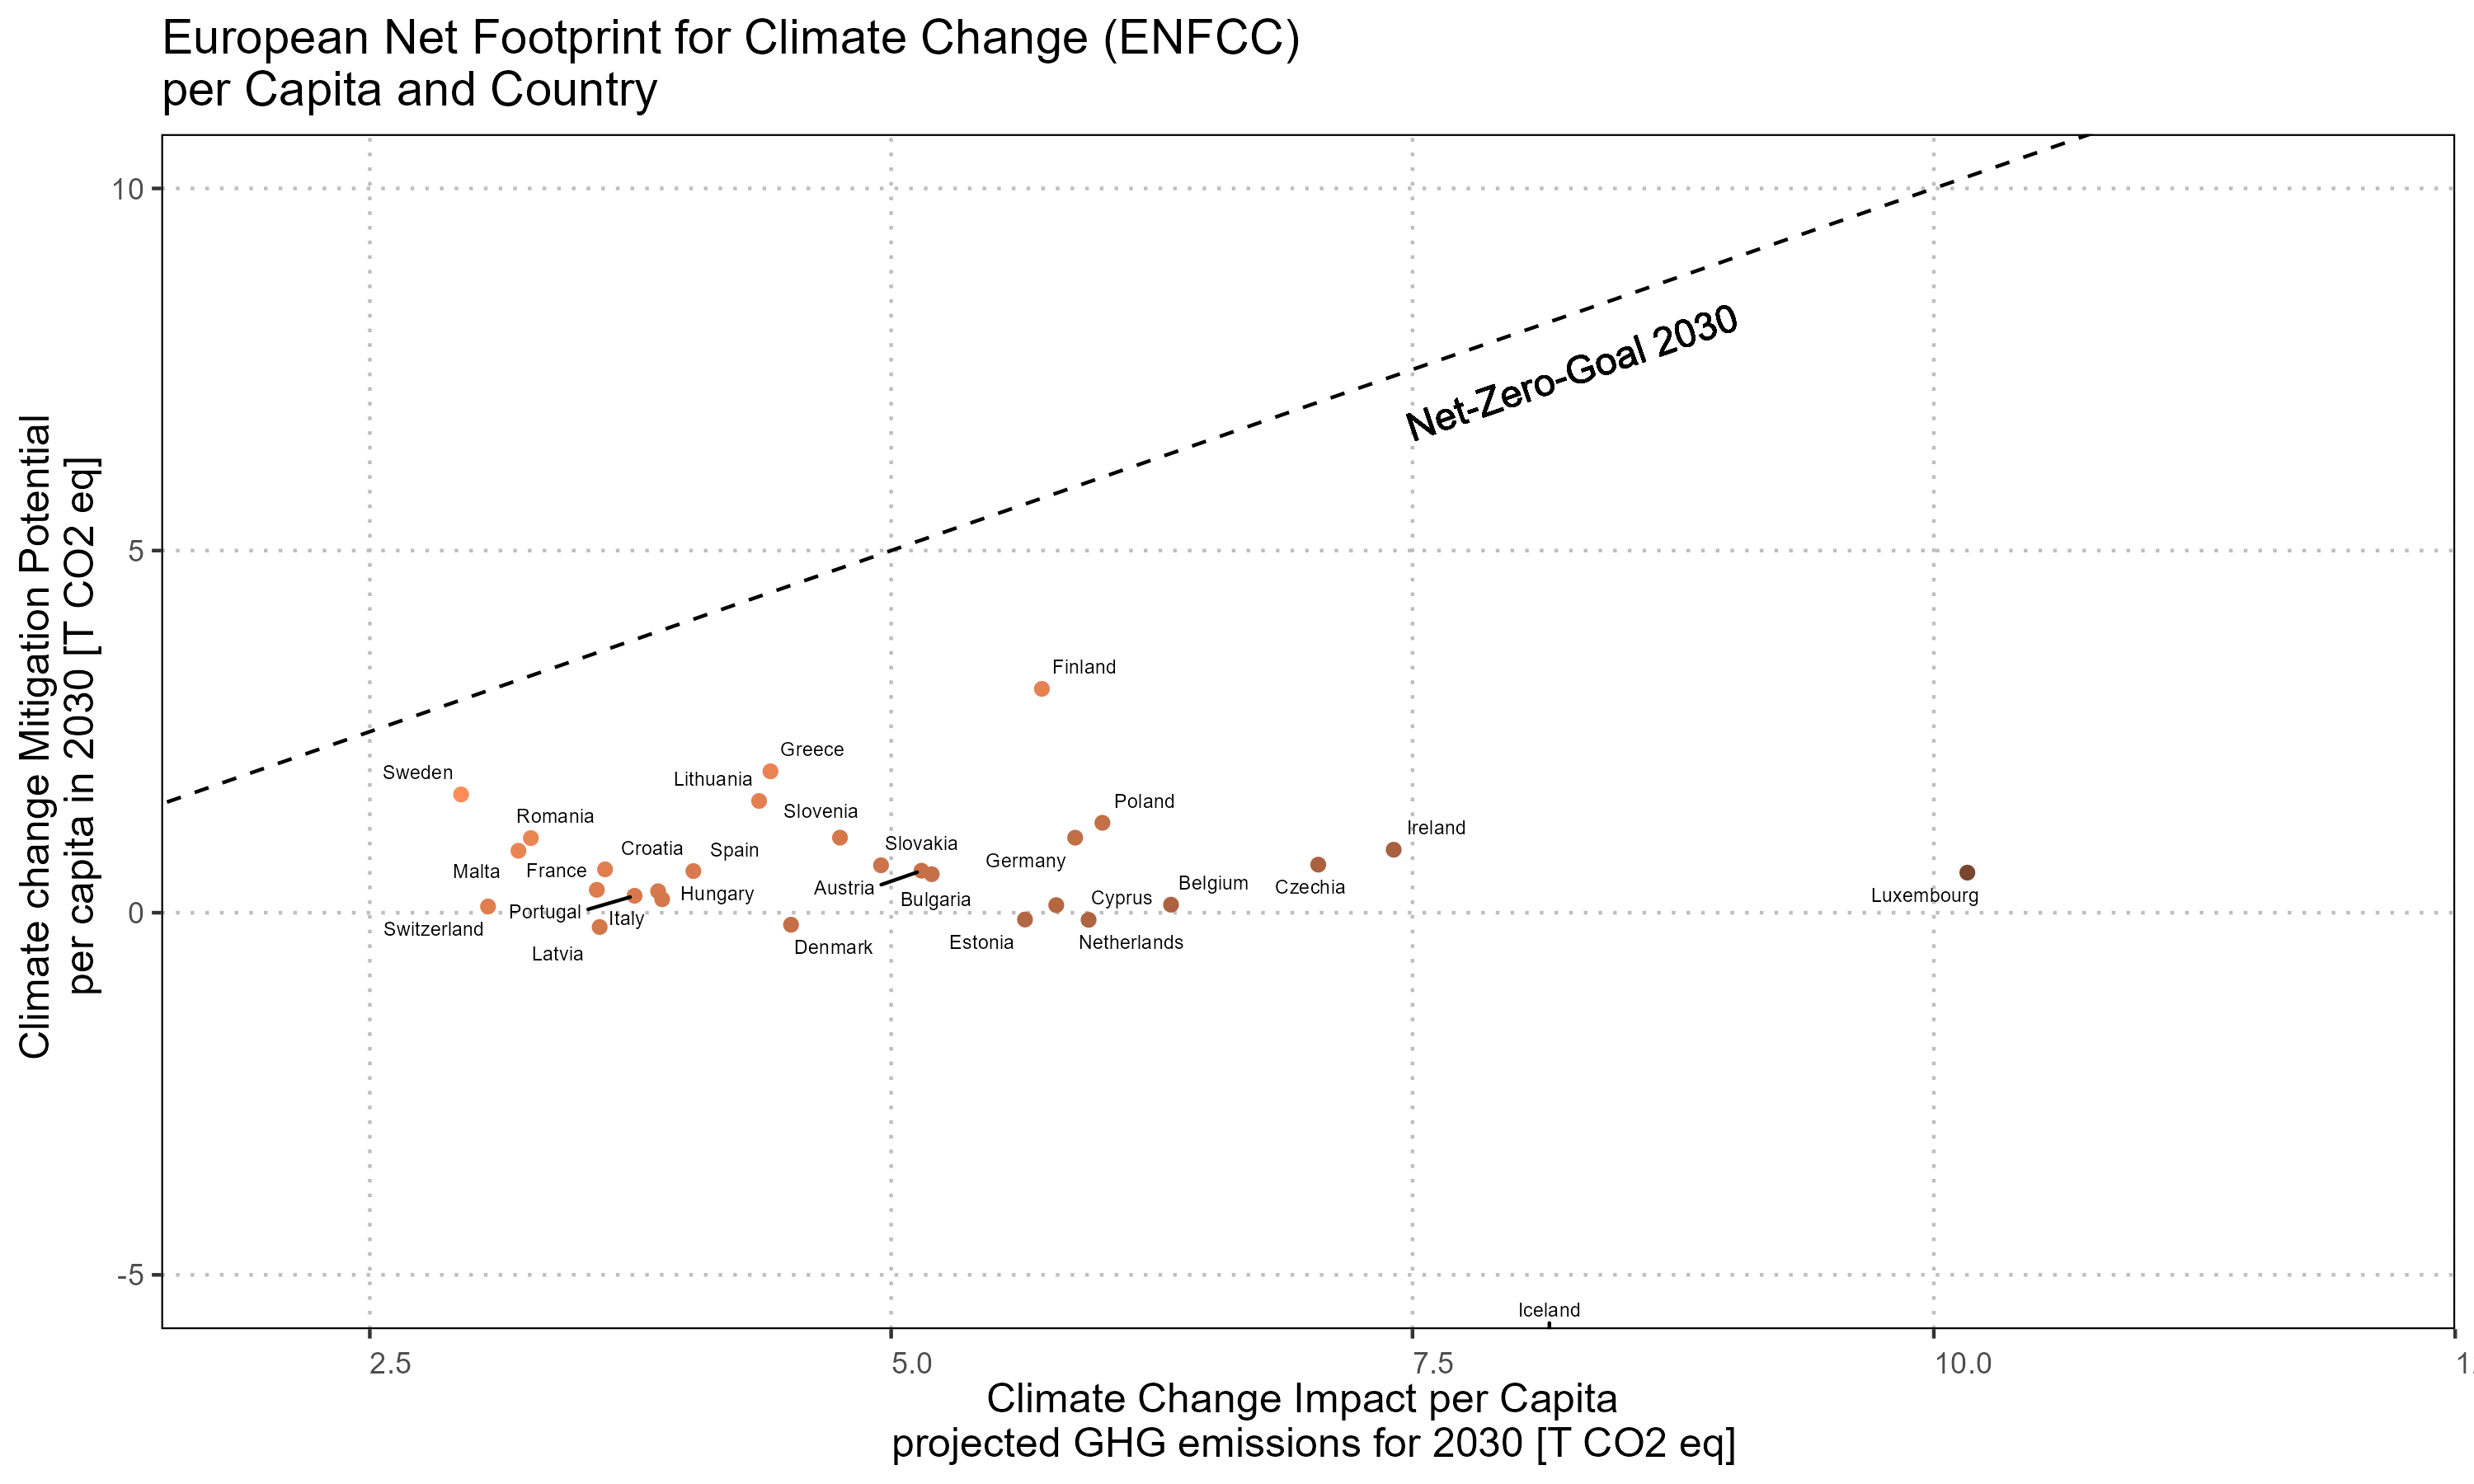 European Net Footprint for Climate Change (ENFCC)
per Capita and Country
Climate change Mitigation Potential
per capita in 2030 [T CO2 eq]
10
5
0
-5
Net-Zero-Goal 2030
Finland
Greece
Sweden
Lithuania
Poland
Slovenia
Romania
Ireland
Slovakia
Croatia
Spain
Germany
Malta
France
Belgium
Czechia
Austria
Hungary
Luxembourg
Cyprus
Bulgaria
Portugal
Italy
Switzerland
Estonia
Netherlands
Denmark
Latvia
Iceland
2.5
5.0
7.5
10.0
Climate Change Impact per Capita
projected GHG emissions for 2030 [T CO2 eq]